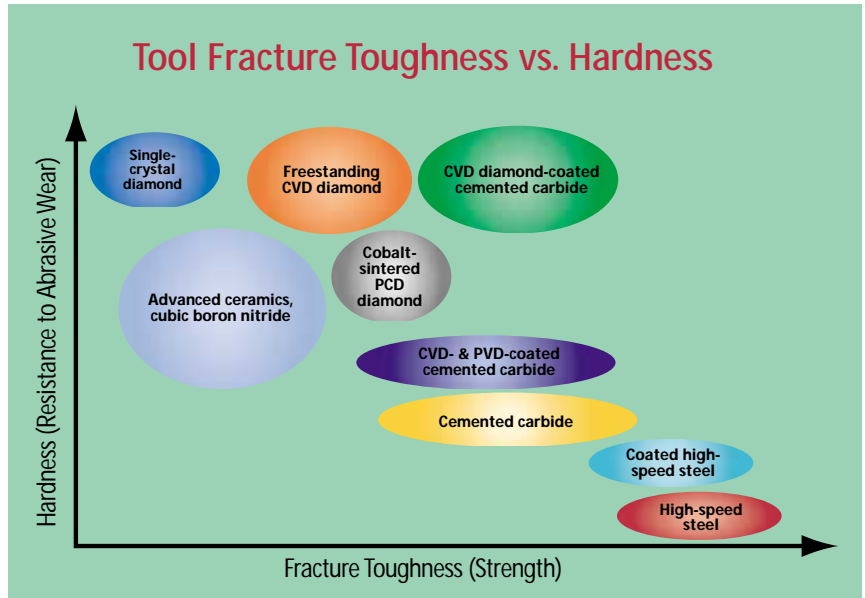 Tool Fracture Toughness vs. Hardness
Hardness (Resistance to Abrasive Wear)
Single-
crystal
diamond
Freestanding
CVD diamond
CVD diamond-coated
cemented carbide
Cobalt-
sintered
PCD
diamond
Advanced ceramics,
cubic boron nitride
CVD- & PVD-coated
cemented carbide
Cemented carbide
Coated high-
speed steel
High-speed
steel
Fracture Toughness (Strength)